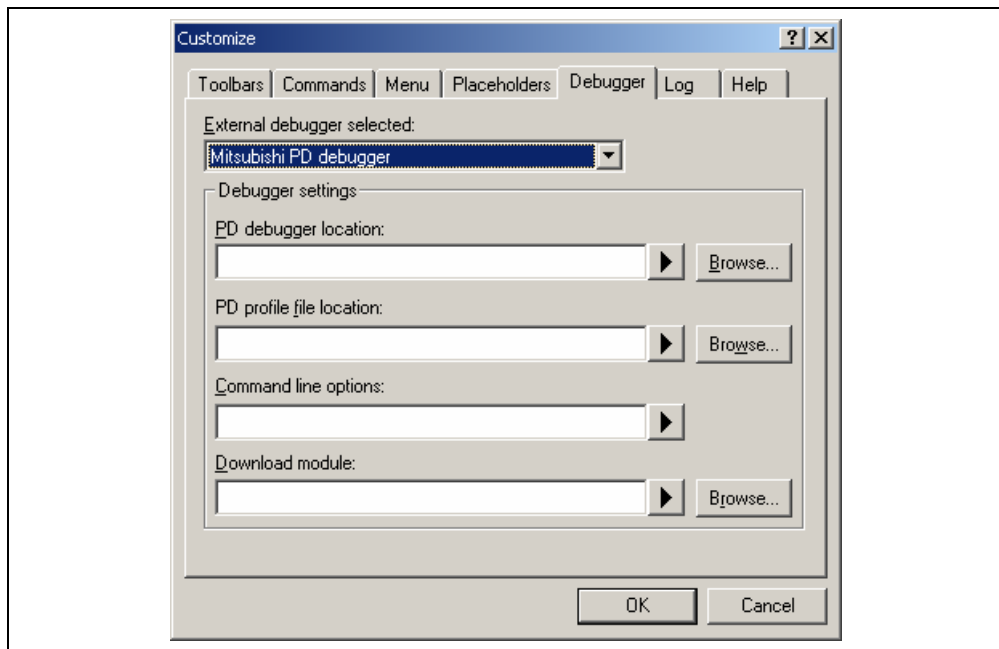 Customize
Toolbars Commands Menu Placeholders Debugger Log Help
External debugger selected:
Mitsubishi PD debugger
Debugger settings
PD debugger location:
Browse...
PD profile file location:
Browse...
Command line options:
Download module:
Browse...
OK Cancel